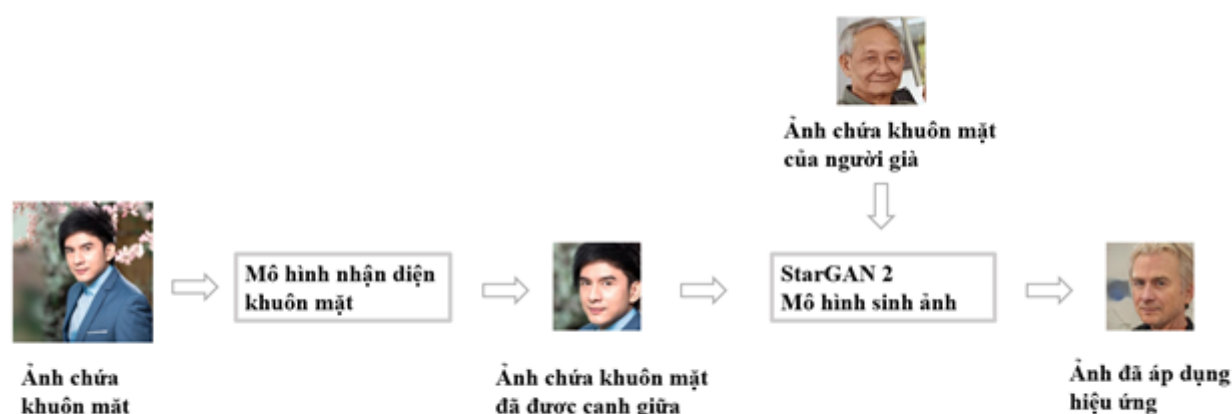 Ảnh chứa khuôn mặt
của người già
Mô hình nhận diện
khuôn mặt
StarGAN 2
Mô hình sinh ảnh
Ảnh chứa
khuôn mặt
Ảnh chứa khuôn mặt
đã được canh giữa
Ảnh đã áp dụng
hiệu ứng